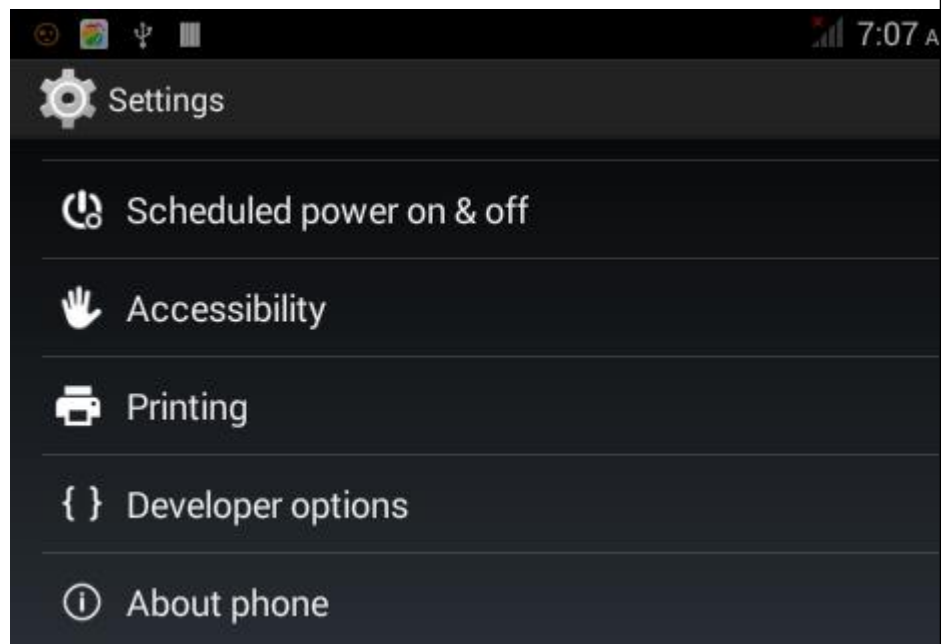 7:07 A
Settings
Scheduled power on & off
Accessibility
Printing
{ } Developer options
About phone